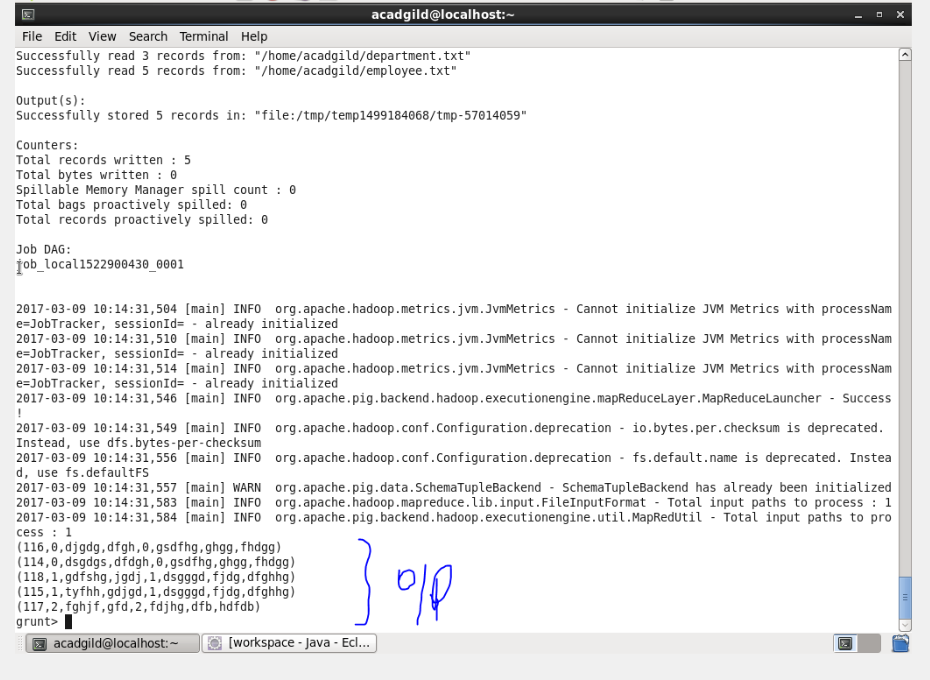 acadgild@localhost:~
File Edit View Search Terminal Help
Successfully read 3 records from: "/home/acadgild/department.txt"
Successfully read 5 records from: "/home/acadgild/employee.txt"
Output(s):
Successfully stored 5 records in: "file:/tmp/temp1499184068/tmp-57014059"
Counters:
Total records written : 5
Total bytes written : 0
Spillable Memory Manager spill count : 0
Total bags proactively spilled: 0
Total records proactively spilled: 0
Job DAG:
job_local1522900430_0001
2017-03-09 10:14:31,504 [main] INFO  org.apache.hadoop.metrics.jvm.JvmMetrics - Cannot initialize JVM Metrics with processNam
e=JobTracker, sessionId= - already initialized
2017-03-09 10:14:31,510 [main] INFO  org.apache.hadoop.metrics.jvm.JvmMetrics - Cannot initialize JVM Metrics with processNam
e=JobTracker, sessionId= - already initialized
2017-03-09 10:14:31,514 [main] INFO  org.apache.hadoop.metrics.jvm.JvmMetrics - Cannot initialize JVM Metrics with processNam
e=JobTracker, sessionId= - already initialized
2017-03-09 10:14:31,546 [main] INFO  org.apache.pig.backend.hadoop.executionengine.mapReduceLayer.MapReduceLauncher - Success
!
2017-03-09 10:14:31,549 [main] INFO  org.apache.hadoop.conf.Configuration.deprecation - io.bytes.per.checksum is deprecated.
Instead, use dfs.bytes-per-checksum
2017-03-09 10:14:31,556 [main] INFO  org.apache.hadoop.conf.Configuration.deprecation - fs.default.name is deprecated. Instea
d, use fs.defaultFS
2017-03-09 10:14:31,557 [main] WARN  org.apache.pig.data.SchemaTupleBackend - SchemaTupleBackend has already been initialized
2017-03-09 10:14:31,583 [main] INFO  org.apache.hadoop.mapreduce.lib.input.FileInputFormat - Total input paths to process : 1
2017-03-09 10:14:31,584 [main] INFO  org.apache.pig.backend.hadoop.executionengine.util.MapRedUtil - Total input paths to pro
cess : 1
(116,0,djgdg,dfgh,0,gsdfhg,ghgg,fhdgg)
(114,0,dsgdgs,dfdgh,0,gsdfhg,ghgg,fhdgg)
(118,1,gdfshg,jgdj,1,dsgggd,fjdg,dfghhg)
(115,1,tyfhh,gdjgd,1,dsgggd,fjdg,dfghhg)
(117,2,fghjf,gfd,2,fdjhg,dfb,hdfdb)
o/p
grunt>
acadgild@localhost:~ [workspace - Java - Ecl...